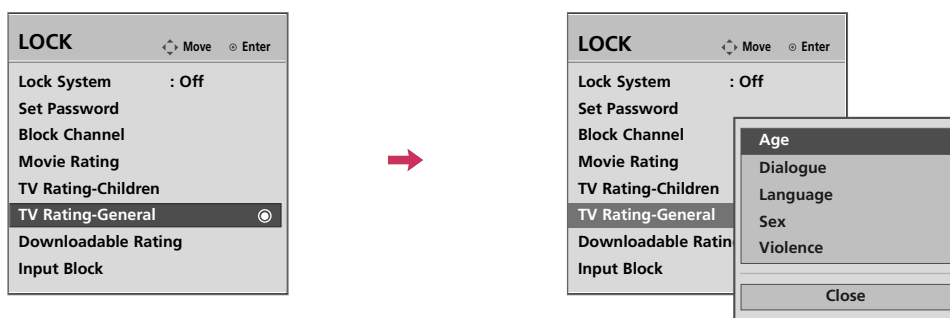 LOCK Move Enter
Lock System : Off
Set Password
Block Channel
Movie Rating
TV Rating-Children
TV Rating-General
Downloadable Rating
Input Block
LOCK Move Enter
Lock System : Off
Set Password
Block Channel
Movie Rating
TV Rating-Children
TV Rating-General
Downloadable Ratin
Input Block
Age
Dialogue
Language
Sex
Violence
Close